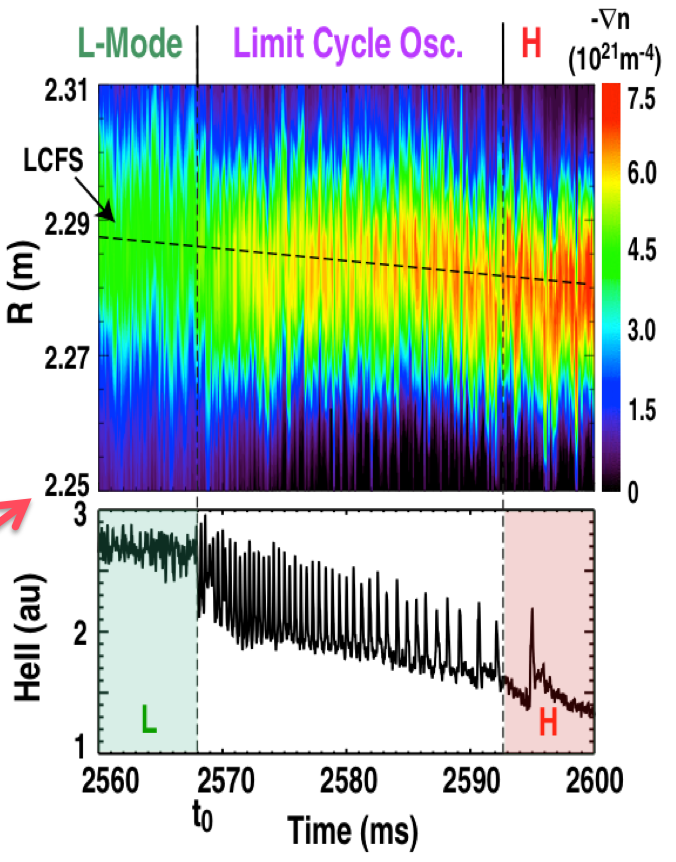 L-Mode Limit Cycle Osc. H
-∇n
(10²¹m-⁴)
2.31
2.29
2.27
2.25
R (m)
LCFS
7.5
6.0
4.5
3.0
1.5
0
3
2
1
HeII (au)
L
H
2560 2570 2580 2590 2600
t₀
Time (ms)